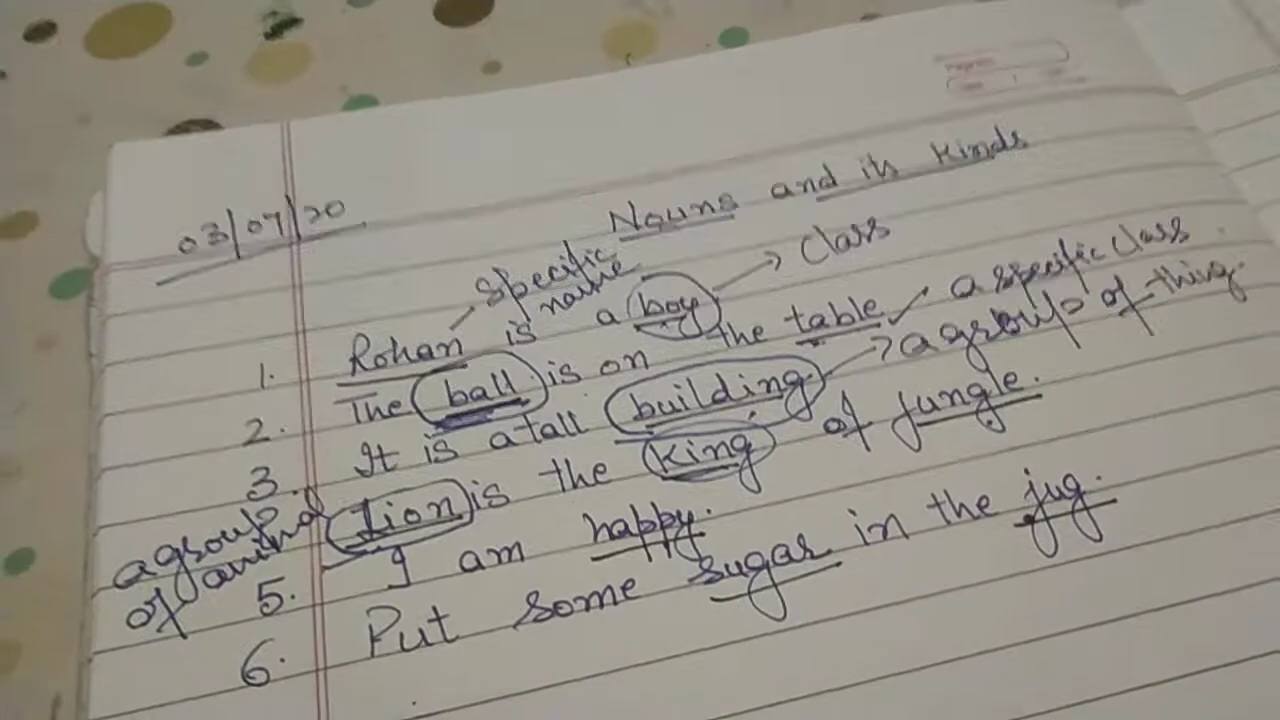 03/07/20
Nouns and its Kinds
specific name
Class
1. Rohan is a boy
a specific class
2. The ball is on the table
a group of thing.
3. It is a tall building
Lion is the king of jungle.
a group of animal
5. I am happy.
6. Put some sugar in the jug.